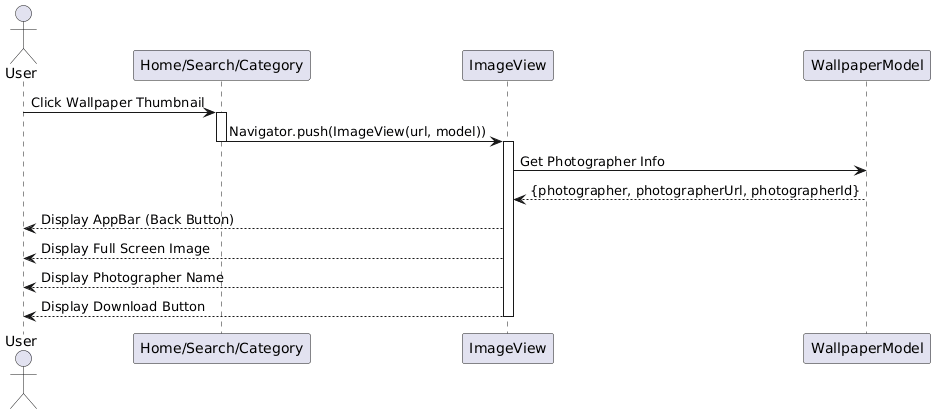 User
Home/Search/Category
ImageView
WallpaperModel
Click Wallpaper Thumbnail
Navigator.push(ImageView(url, model))
Get Photographer Info
{photographer, photographerUrl, photographerId}
Display AppBar (Back Button)
Display Full Screen Image
Display Photographer Name
Display Download Button
User
Home/Search/Category
ImageView
WallpaperModel